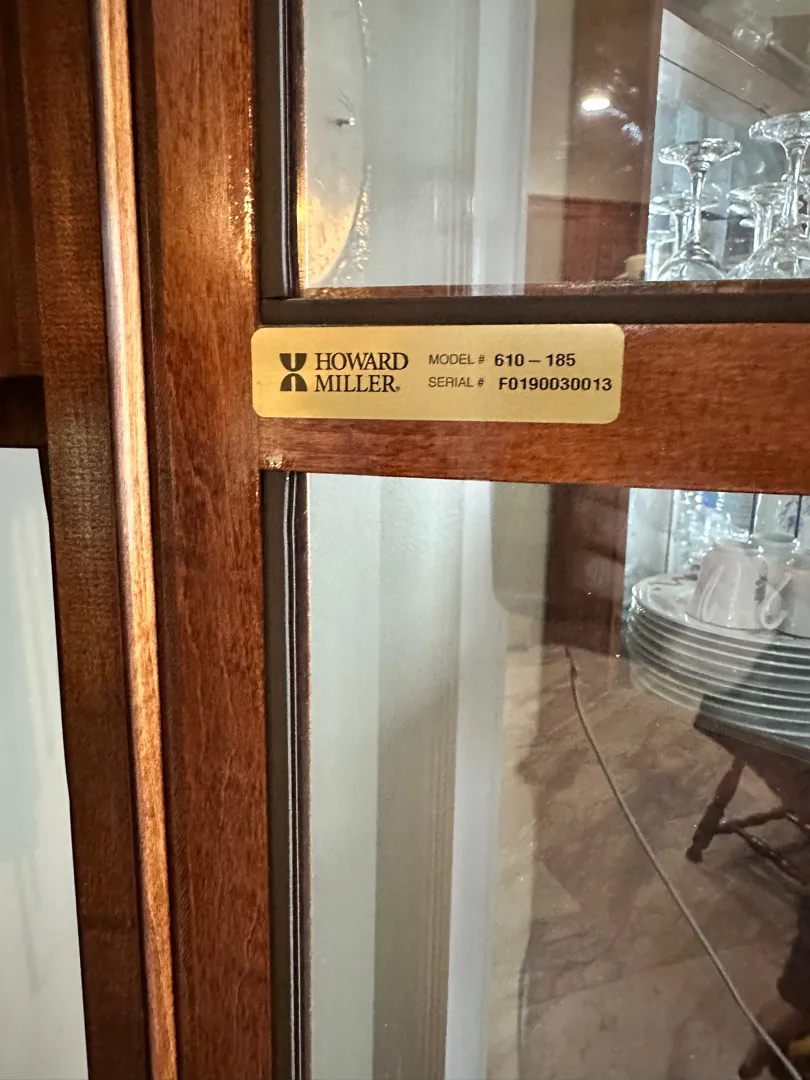 HOWARD MILLER®
MODEL # 610 – 185
SERIAL # F0190030013